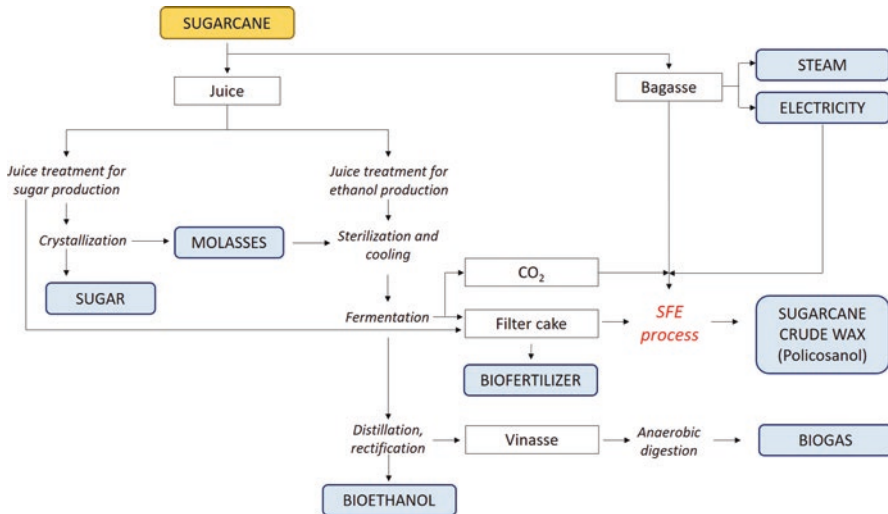 SUGARCANE
Juice
Bagasse
STEAM
ELECTRICITY
Juice treatment for
sugar production
Juice treatment for
ethanol production
Crystallization
MOLASSES
Sterilization and
cooling
SUGAR
CO₂
Fermentation
Filter cake
SFE
process
SUGARCANE
CRUDE WAX
(Policosanol)
BIOFERTILIZER
Distillation,
rectification
Vinasse
Anaerobic
digestion
BIOGAS
BIOETHANOL